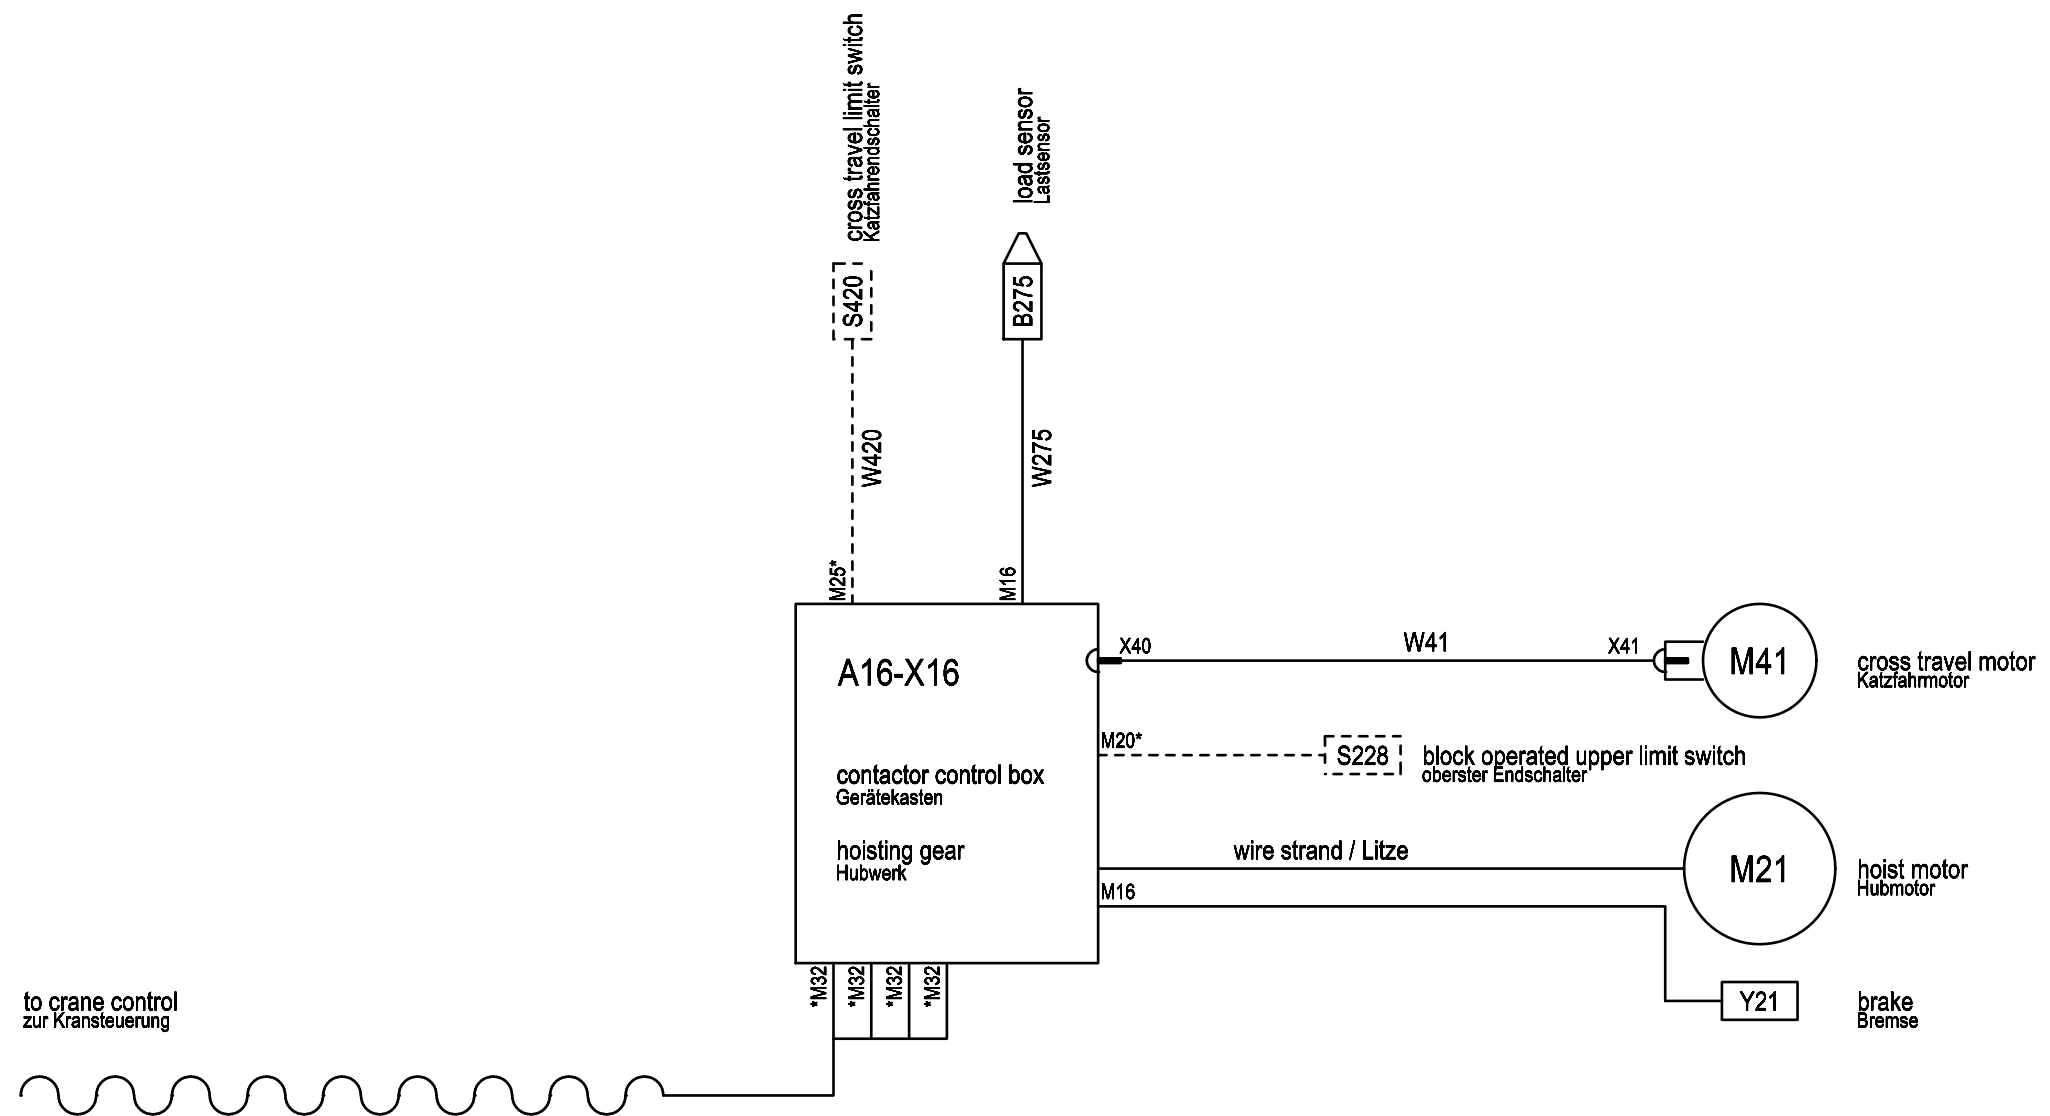 cross travel limit switch
Katzfahrendschalter
load sensor
Lastsensor
S420
B275
W420
W275
M25*
M16
A16-X16
contactor control box
Gerätekasten
hoisting gear
Hubwerk
X40
W41
X41
M41
cross travel motor
Katzfahrmotor
M20*
S228
block operated upper limit switch
oberster Endschalter
wire strand / Litze
M21
hoist motor
Hubmotor
M16
Y21
brake
Bremse
*M32
*M32
*M32
*M32
to crane control
zur Kransteuerung